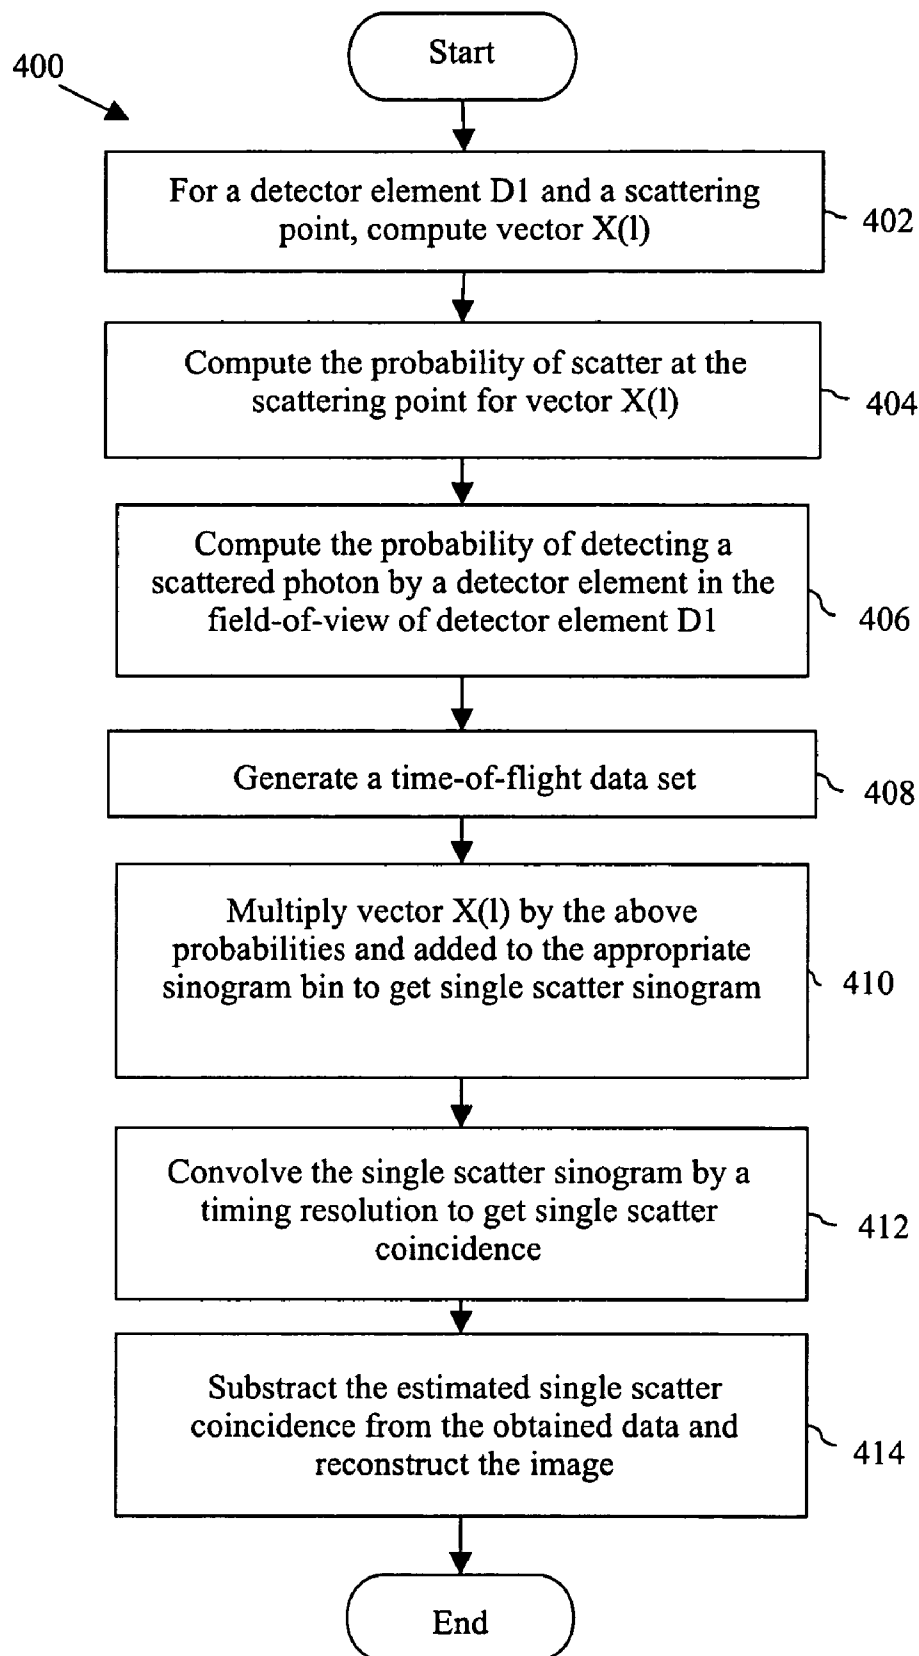 Start
400
For a detector element D1 and a scattering
point, compute vector X(l)
402
Compute the probability of scatter at the
scattering point for vector X(l)
404
Compute the probability of detecting a
scattered photon by a detector element in the
field-of-view of detector element D1
406
Generate a time-of-flight data set
408
Multiply vector X(l) by the above
probabilities and added to the appropriate
sinogram bin to get single scatter sinogram
410
Convolve the single scatter sinogram by a
timing resolution to get single scatter
coincidence
412
Substract the estimated single scatter
coincidence from the obtained data and
reconstruct the image
414
End